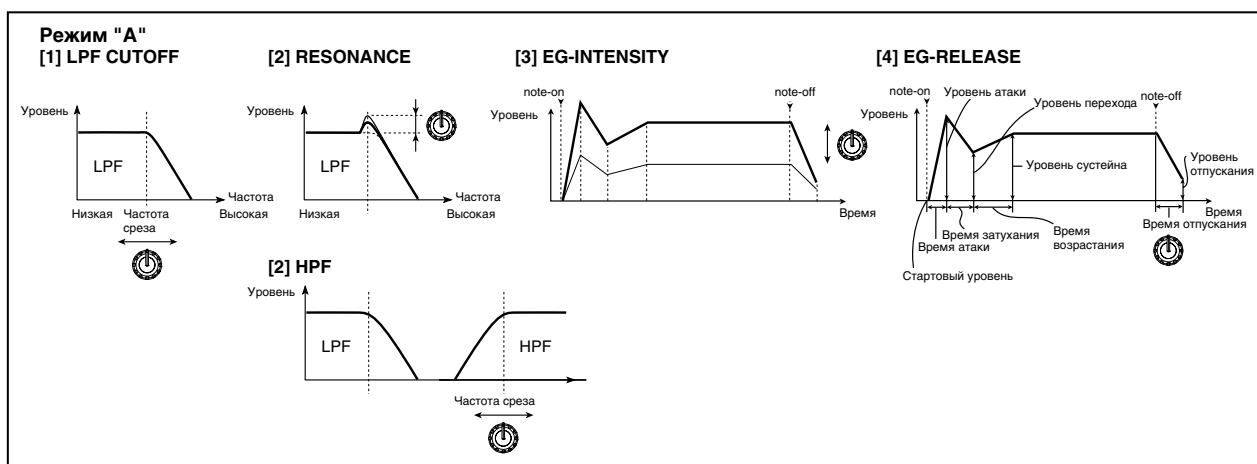 Режим "A"
[1] LPF CUTOFF
Уровень
LPF
Частота
Низкая
Частота
среза
Высокая
[2] RESONANCE
Уровень
LPF
Частота
Низкая
Высокая
[2] HPF
Уровень
LPF
HPF
Частота среза
[3] EG-INTENSITY
note-on
note-off
Уровень
Время
[4] EG-RELEASE
note-on
Уровень атаки
Уровень перехода
note-off
Уровень
Уровень сустейна
Уровень
отпускания
Время
Время затухания
Время
возрастания
Время отпускания
Время атаки
Стартовый уровень